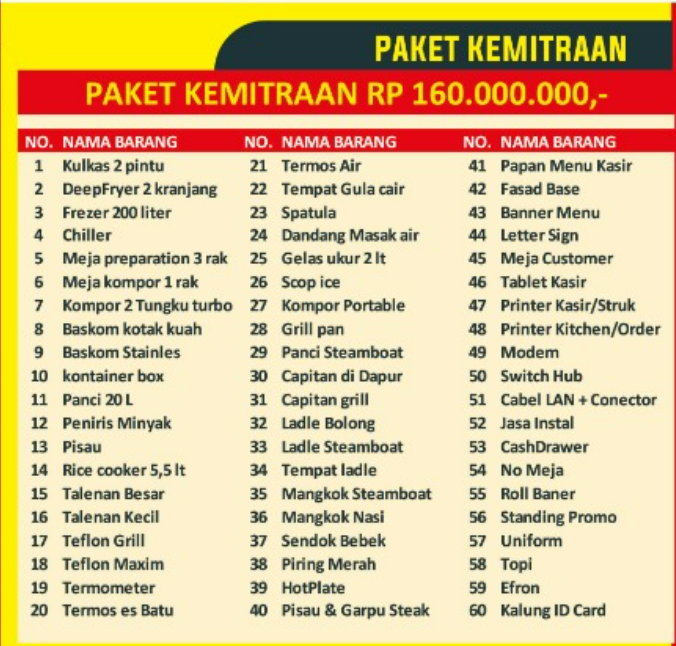 PAKET KEMITRAAN
PAKET KEMITRAAN RP 160.000.000,-
NO. NAMA BARANG NO. NAMA BARANG NO. NAMA BARANG
1 Kulkas 2 pintu 21 Termos Air 41 Papan Menu Kasir
2 DeepFryer 2 kranjang 22 Tempat Gula cair 42 Fasad Base
3 Frezer 200 liter 23 Spatula 43 Banner Menu
4 Chiller 24 Dandang Masak air 44 Letter Sign
5 Meja preparation 3 rak 25 Gelas ukur 2 lt 45 Meja Customer
6 Meja kompor 1 rak 26 Scop ice 46 Tablet Kasir
7 Kompor 2 Tungku turbo 27 Kompor Portable 47 Printer Kasir/Struk
8 Baskom kotak kuah 28 Grill pan 48 Printer Kitchen/Order
9 Baskom Stainles 29 Panci Steamboat 49 Modem
10 kontainer box 30 Capitan di Dapur 50 Switch Hub
11 Panci 20 L 31 Capitan grill 51 Cabel LAN + Conector
12 Peniris Minyak 32 Ladle Bolong 52 Jasa Instal
13 Pisau 33 Ladle Steamboat 53 CashDrawer
14 Rice cooker 5,5 lt 34 Tempat ladle 54 No Meja
15 Talenan Besar 35 Mangkok Steamboat 55 Roll Baner
16 Talenan Kecil 36 Mangkok Nasi 56 Standing Promo
17 Teflon Grill 37 Sendok Bebek 57 Uniform
18 Teflon Maxim 38 Piring Merah 58 Topi
19 Termometer 39 HotPlate 59 Efron
20 Termos es Batu 40 Pisau & Garpu Steak 60 Kalung ID Card